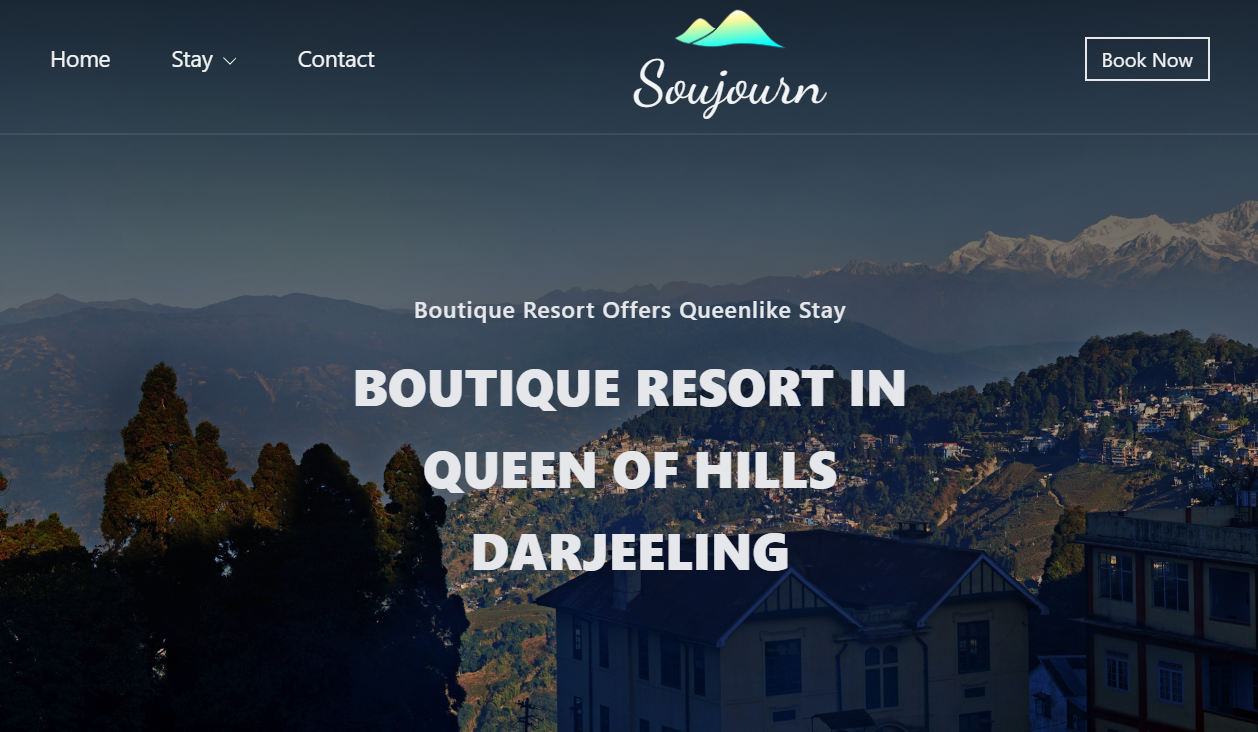 Home
Stay
Contact
Soujourn
Book Now
Boutique Resort Offers Queenlike Stay
BOUTIQUE RESORT IN
QUEEN OF HILLS
DARJEELING